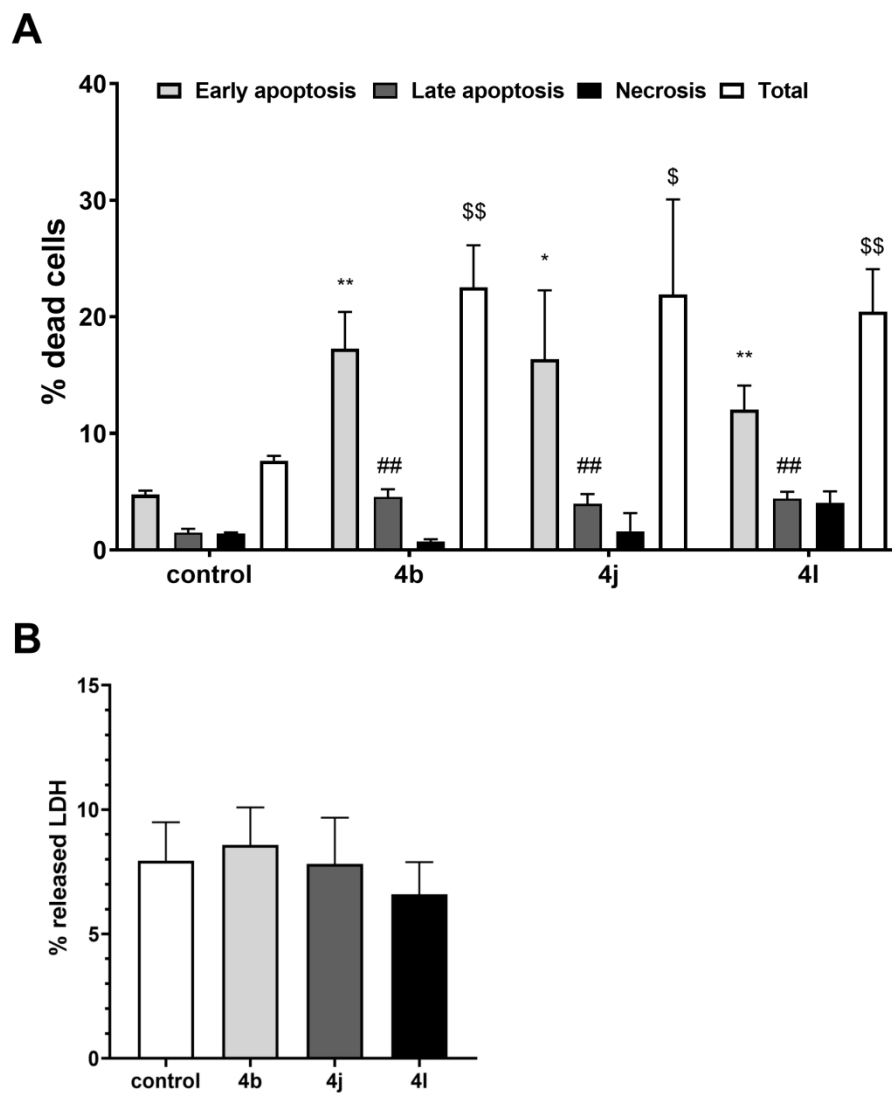 A
40
30
20
10
0
% dead cells
Early apoptosis Late apoptosis Necrosis Total
** ## $$ * ## $ ** ## $$
control 4b 4j 4l
B
15
10
5
0
% released LDH
control 4b 4j 4l